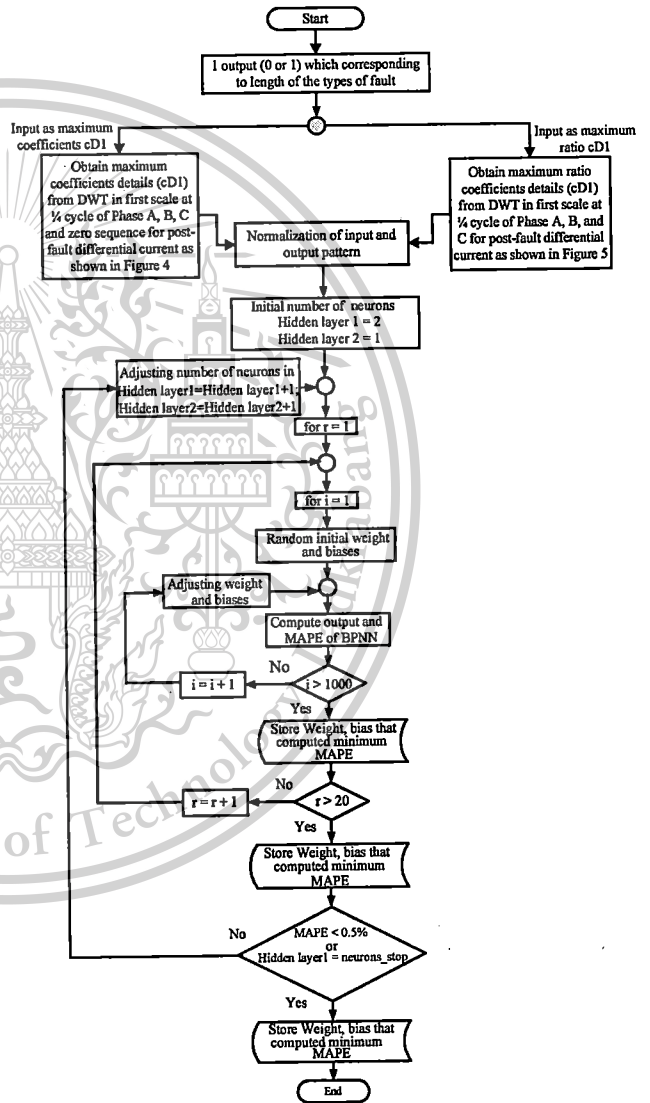 Start
1 output (0 or 1) which corresponding
to length of the types of fault
Input as maximum
coefficients cD1
Input as maximum
ratio cD1
Obtain maximum
coefficients details (cD1)
from DWT in first scale at
¼ cycle of Phase A, B, C
and zero sequence for post-
fault differential current as
shown in Figure 4
Obtain maximum ratio
coefficients details (cD1)
from DWT in first scale at
¼ cycle of Phase A, B, and
C for post-fault differential
current as shown in Figure 5
Normalization of input and
output pattern
Initial number of neurons
Hidden layer 1 = 2
Hidden layer 2 = 1
Adjusting number of neurons in
Hidden layer1=Hidden layer1+1;
Hidden layer2=Hidden layer2+1
for r = 1
for i = 1
Random initial weight
and biases
Adjusting weight
and biases
Compute output and
MAPE of BPNN
No
i = i + 1
i > 1000
Yes
Store Weight, bias that
computed minimum
MAPE
No
r = r + 1
r > 20
Yes
Store Weight, bias that
computed minimum
MAPE
No
MAPE < 0.5%
or
Hidden layer1 = neurons_stop
Yes
Store Weight, bias that
computed minimum
MAPE
End
of Technology